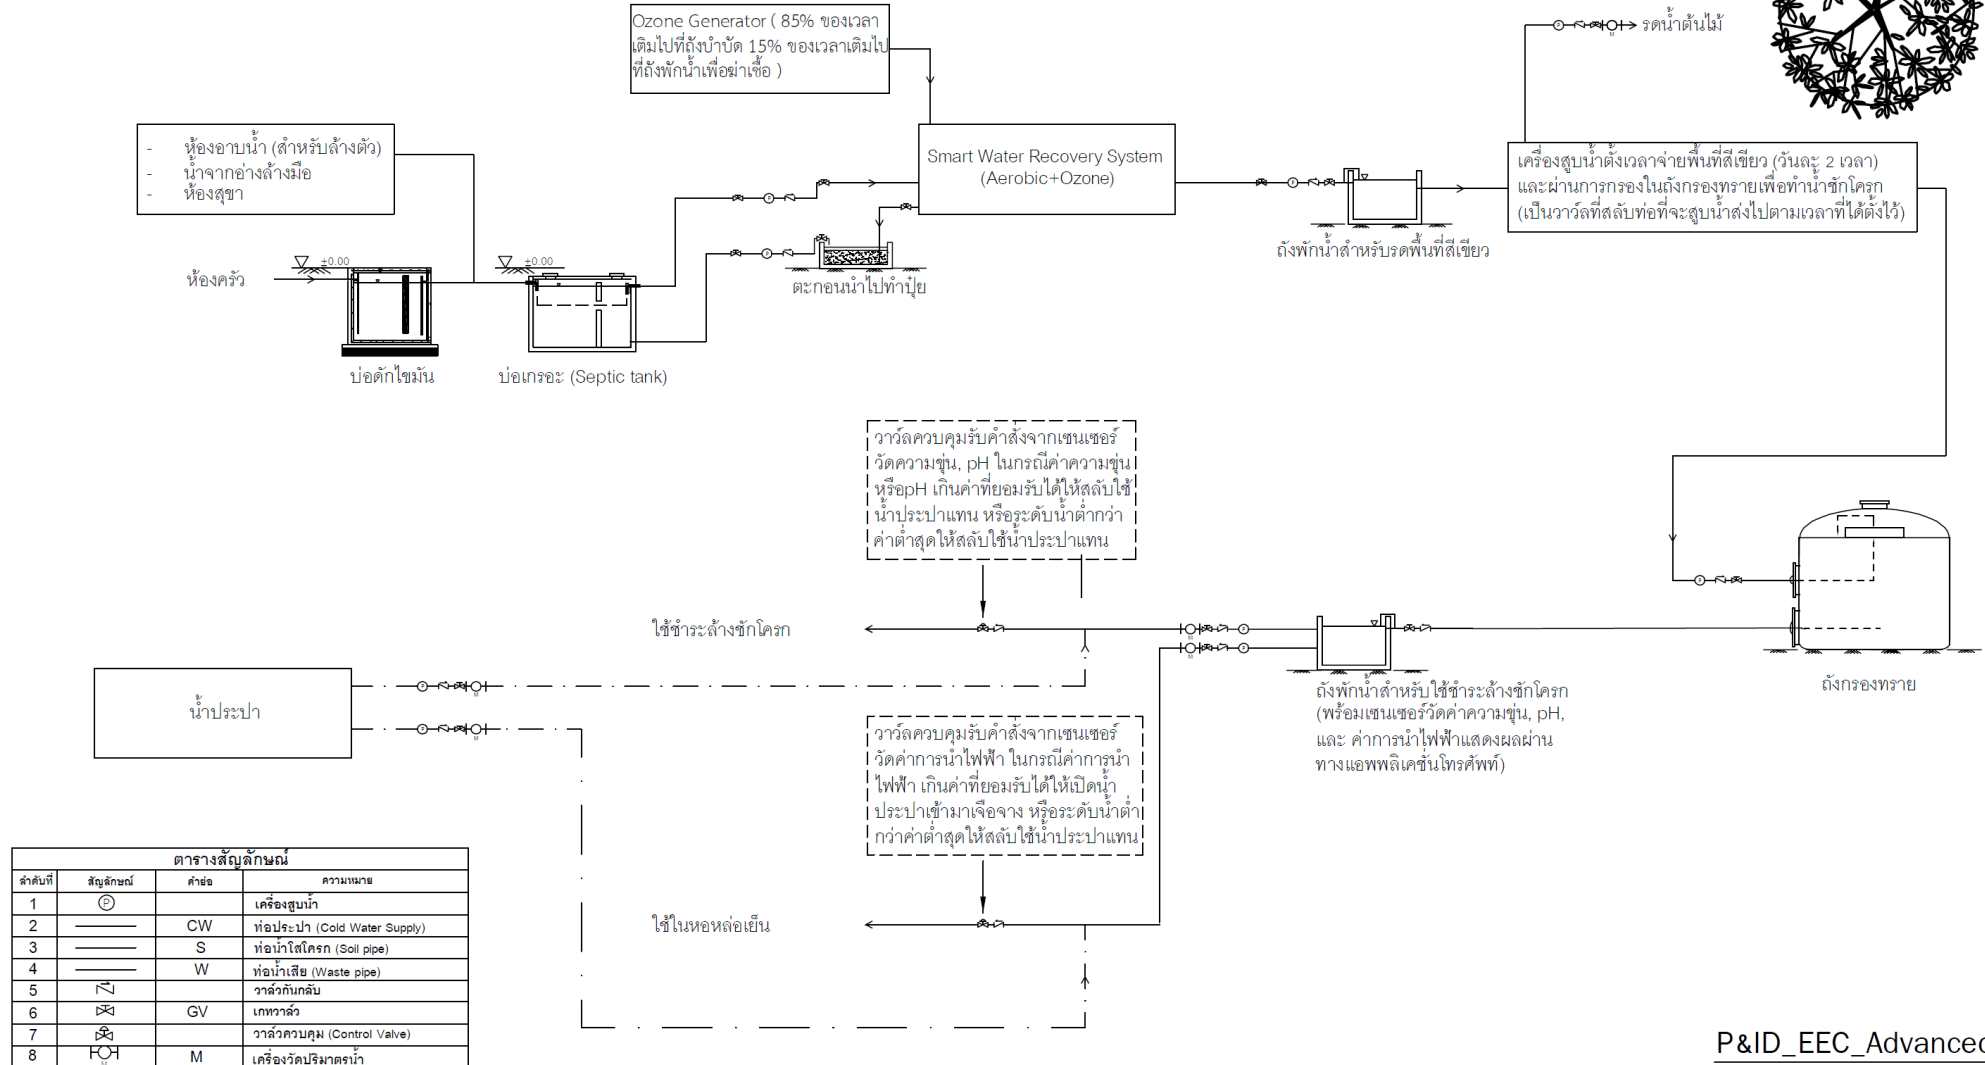 Ozone Generator ( 85% ของเวลา
เติมไปที่ถังบำบัด 15% ของเวลาเติมไป
ที่ถังพักน้ำเพื่อฆ่าเชื้อ )
P
M
รดน้ำต้นไม้
- ห้องอาบน้ำ (สำหรับล้างตัว)
- น้ำจากอ่างล้างมือ
- ห้องสุขา
Smart Water Recovery System
(Aerobic+Ozone)
เครื่องสูบน้ำตั้งเวลาจ่ายพื้นที่สีเขียว (วันละ 2 เวลา)
และผ่านการกรองในถังกรองทรายเพื่อทำน้ำชักโครก
(เป็นวาว์ลที่สลับท่อที่จะสูบน้ำส่งไปตามเวลาที่ได้ตั้งไว้)
P
P
P
ถังพักน้ำสำหรับรดพื้นที่สีเขียว
ห้องครัว
±0.00
±0.00
ตะกอนนำไปทำปุ๋ย
บ่อดักไขมัน
บ่อเกรอะ (Septic tank)
วาว์ลควบคุมรับคำสั่งจากเซนเซอร์
วัดความขุ่น, pH ในกรณีค่าความขุ่น
หรือpH เกินค่าที่ยอมรับได้ให้สลับใช้
น้ำประปาแทน หรือระดับน้ำต่ำกว่า
ค่าต่ำสุดให้สลับใช้น้ำประปาแทน
P
ใช้ชำระล้างชักโครก
M
P
M
P
น้ำประปา
P
M
P
M
ถังพักน้ำสำหรับใช้ชำระล้างชักโครก
(พร้อมเซนเซอร์วัดค่าความขุ่น, pH,
และ ค่าการนำไฟฟ้าแสดงผลผ่าน
ทางแอพพลิเคชั่นโทรศัพท์)
ถังกรองทราย
วาว์ลควบคุมรับคำสั่งจากเซนเซอร์
วัดค่าการนำไฟฟ้า ในกรณีค่าการนำ
ไฟฟ้า เกินค่าที่ยอมรับได้ให้เปิดน้ำ
ประปาเข้ามาเจือจาง หรือระดับน้ำต่ำ
กว่าค่าต่ำสุดให้สลับใช้น้ำประปาแทน
ใช้ในหอหล่อเย็น
ตารางสัญลักษณ์
ลำดับที่ สัญลักษณ์ คำย่อ ความหมาย
1 P เครื่องสูบน้ำ
2 CW ท่อประปา (Cold Water Supply)
3 S ท่อน้ำโสโครก (Soil pipe)
4 W ท่อน้ำเสีย (Waste pipe)
5 วาล์วกันกลับ
6 GV เกทวาล์ว
7 วาล์วควบคุม (Control Valve)
8 M M เครื่องวัดปริมาตรน้ำ
P&ID_EEC_Advanced